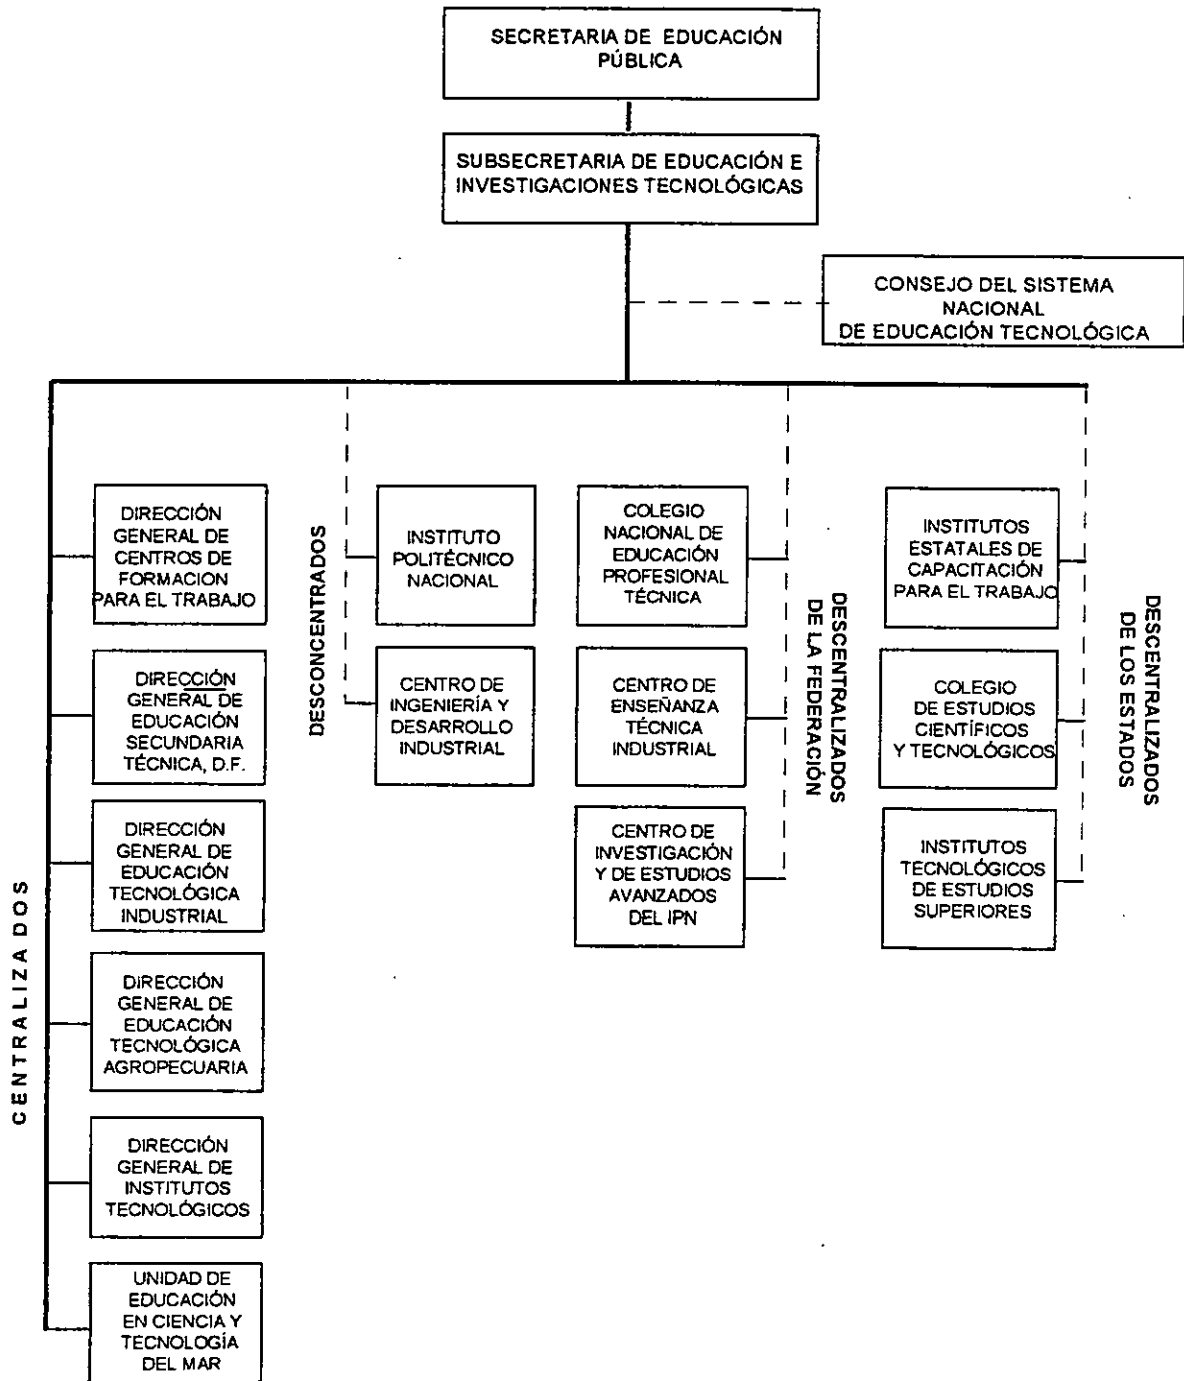 SECRETARIA DE EDUCACIÓN
PÚBLICA
SUBSECRETARIA DE EDUCACIÓN E
INVESTIGACIONES TECNOLÓGICAS
CONSEJO DEL SISTEMA
NACIONAL
DE EDUCACIÓN TECNOLÓGICA
CENTRALIZADOS
DIRECCIÓN
GENERAL DE
CENTROS DE
FORMACION
PARA EL TRABAJO
DIRECCIÓN
GENERAL DE
EDUCACIÓN
SECUNDARIA
TÉCNICA, D.F.
DIRECCIÓN
GENERAL DE
EDUCACIÓN
TECNOLÓGICA
INDUSTRIAL
DIRECCIÓN
GENERAL DE
EDUCACIÓN
TECNOLÓGICA
AGROPECUARIA
DIRECCIÓN
GENERAL DE
INSTITUTOS
TECNOLÓGICOS
UNIDAD DE
EDUCACIÓN
EN CIENCIA Y
TECNOLOGÍA
DEL MAR
DESCONCENTRADOS
INSTITUTO
POLITÉCNICO
NACIONAL
CENTRO DE
INGENIERÍA Y
DESARROLLO
INDUSTRIAL
COLEGIO
NACIONAL DE
EDUCACIÓN
PROFESIONAL
TÉCNICA
CENTRO DE
ENSEÑANZA
TÉCNICA
INDUSTRIAL
CENTRO DE
INVESTIGACIÓN
Y DE ESTUDIOS
AVANZADOS
DEL IPN
DESCENTRALIZADOS
DE LA FEDERACIÓN
INSTITUTOS
ESTATALES DE
CAPACITACIÓN
PARA EL TRABAJO
COLEGIO
DE ESTUDIOS
CIENTÍFICOS
Y TECNOLÓGICOS
INSTITUTOS
TECNOLÓGICOS
DE ESTUDIOS
SUPERIORES
DESCENTRALIZADOS
DE LOS ESTADOS